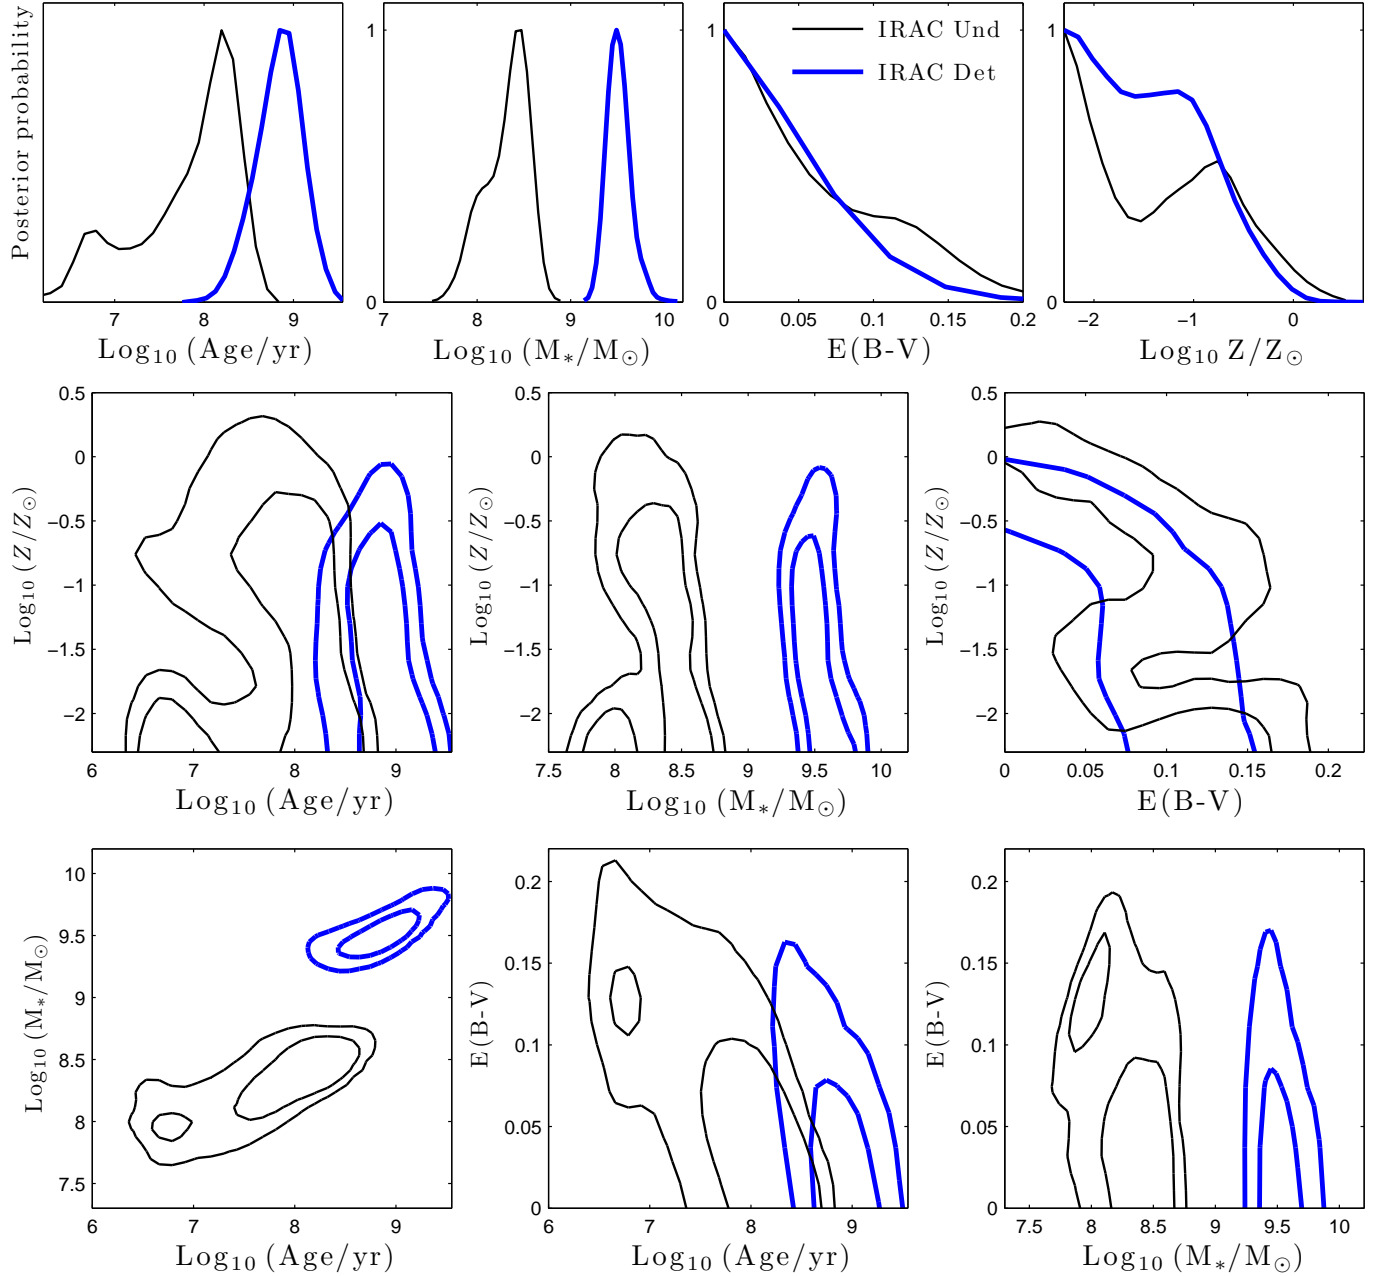 Posterior probability
7 8 9
Log₁₀ (Age/yr)
1
0
7 8 9 10
Log₁₀ (M∗/M⊙)
1
0
IRAC Und
IRAC Det
0 0.05 0.1 0.15 0.2
E(B-V)
1
0
−2 −1 0
Log₁₀ Z/Z⊙
Log₁₀ (Z/Z⊙)
0.5
0
−0.5
−1
−1.5
−2
6 7 8 9
Log₁₀ (Age/yr)
Log₁₀ (Z/Z⊙)
0.5
0
−0.5
−1
−1.5
−2
7.5 8 8.5 9 9.5 10
Log₁₀ (M∗/M⊙)
Log₁₀ (Z/Z⊙)
0.5
0
−0.5
−1
−1.5
−2
0 0.05 0.1 0.15 0.2
E(B-V)
Log₁₀ (M∗/M⊙)
10
9.5
9
8.5
8
7.5
6 7 8 9
Log₁₀ (Age/yr)
E(B-V)
0.2
0.15
0.1
0.05
0
6 7 8 9
Log₁₀ (Age/yr)
E(B-V)
0.2
0.15
0.1
0.05
0
7.5 8 8.5 9 9.5 10
Log₁₀ (M∗/M⊙)